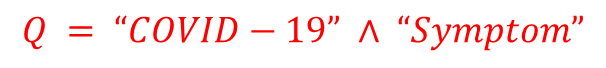 Q = “COVID − 19” ∧ “Symptom”